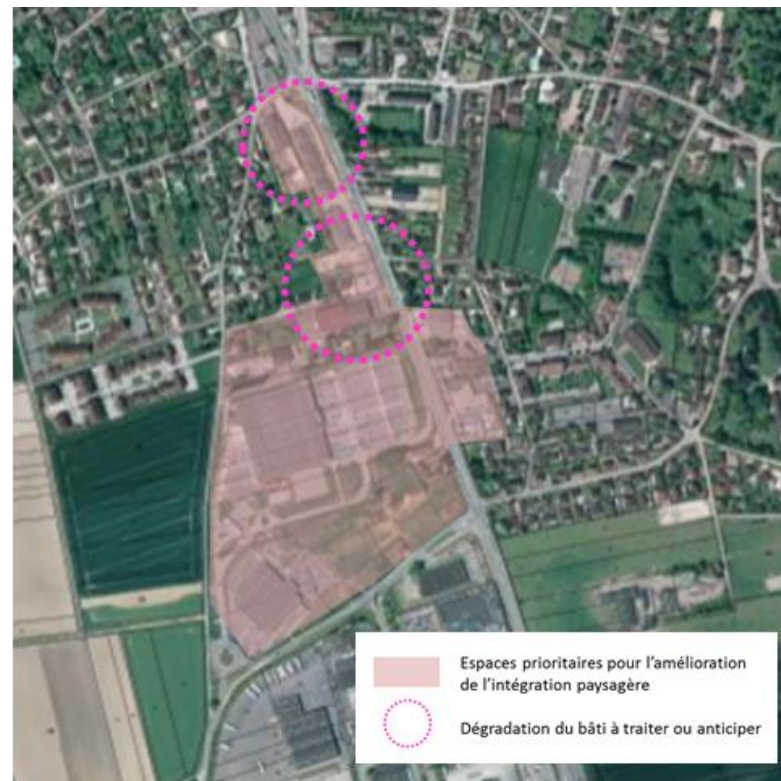 Espaces prioritaires pour l'amélioration
de l'intégration paysagère
Dégradation du bâti à traiter ou anticiper